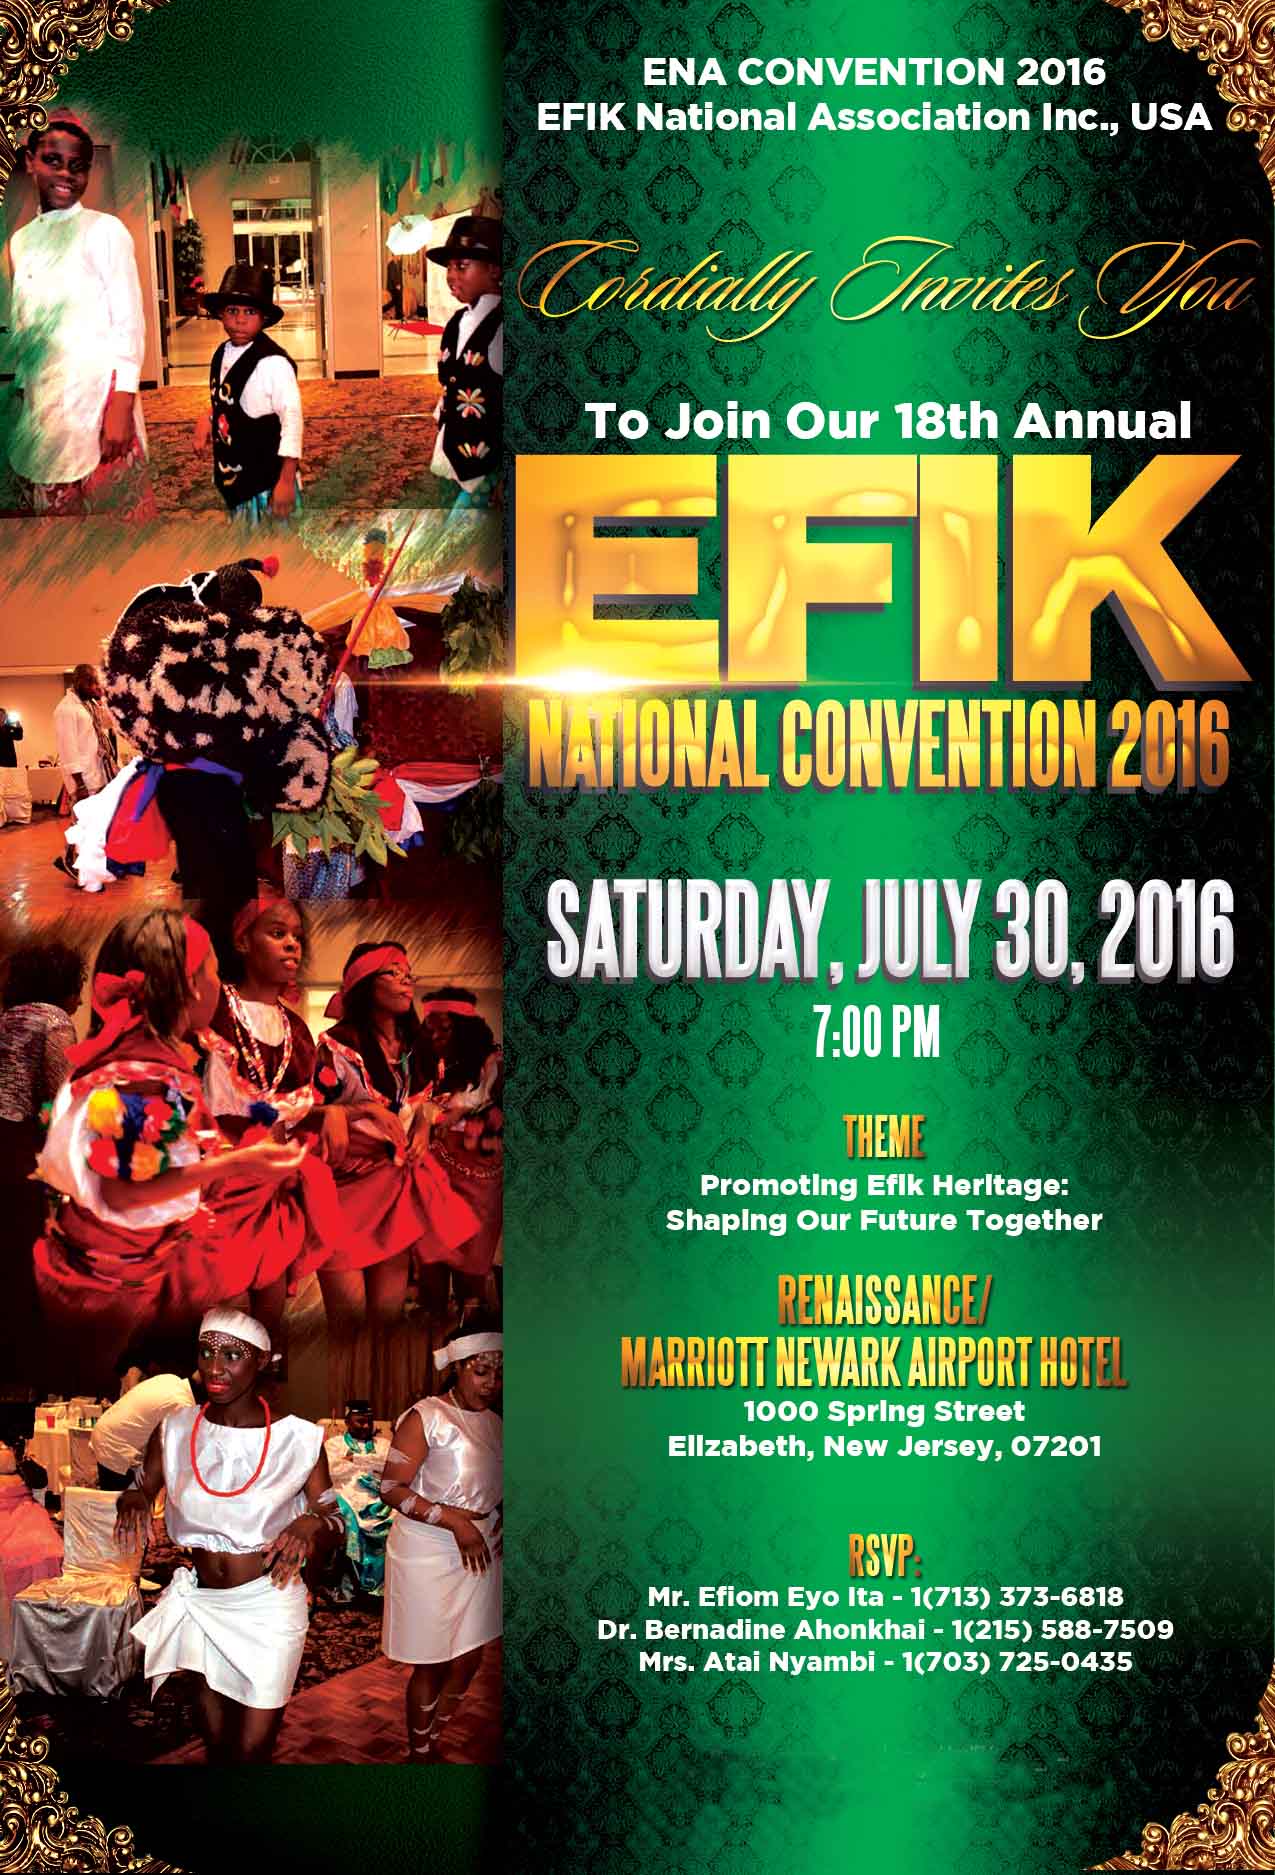 ENA CONVENTION 2016
EFIK National Association Inc., USA
Cordially Invites You
To Join Our 18th Annual
EFIK
NATIONAL CONVENTION 2016
SATURDAY, JULY 30, 2016
7:00 PM
THEME
Promoting Efik Heritage:
Shaping Our Future Together
RENAISSANCE/
MARRIOTT NEWARK AIRPORT HOTEL
1000 Spring Street
Elizabeth, New Jersey, 07201
RSVP:
Mr. Efiom Eyo Ita - 1(713) 373-6818
Dr. Bernadine Ahonkhai - 1(215) 588-7509
Mrs. Atai Nyambi - 1(703) 725-0435